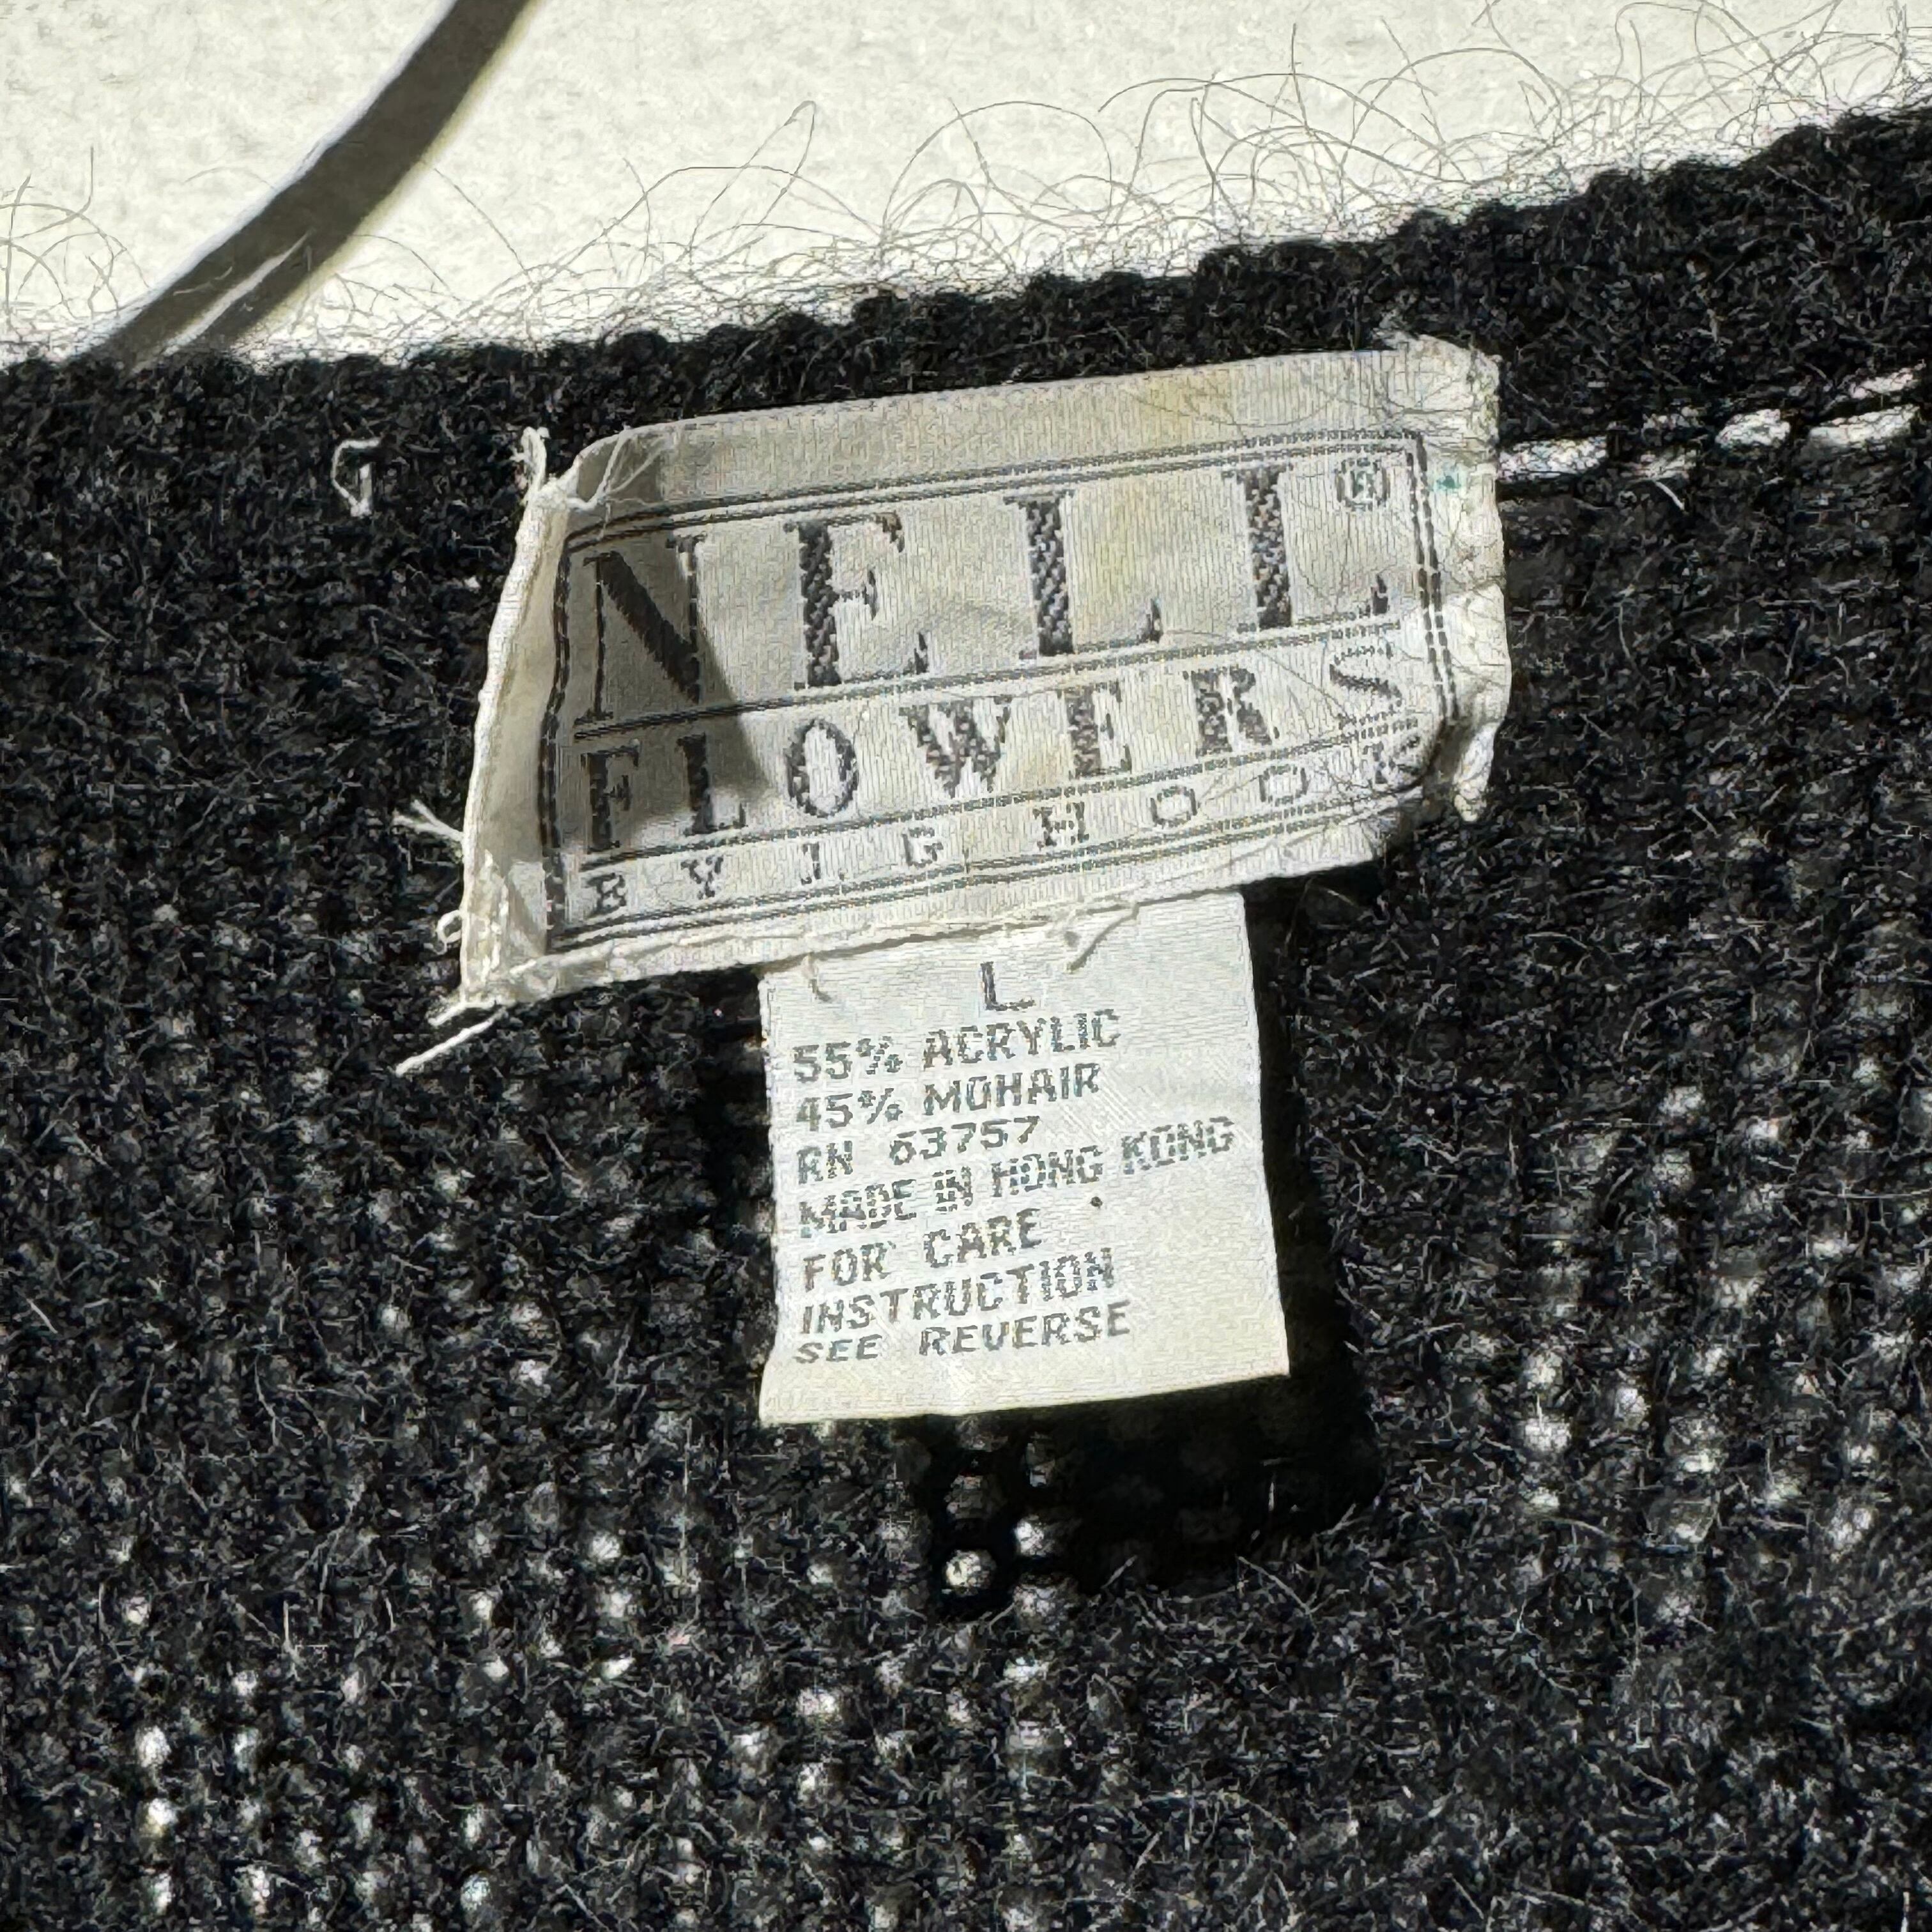 NELL®
FLOWERS
BY JG HOOK
L
55% ACRYLIC
45% MOHAIR
RN 63757
MADE IN HONG KONG
FOR CARE
INSTRUCTION
SEE REVERSE